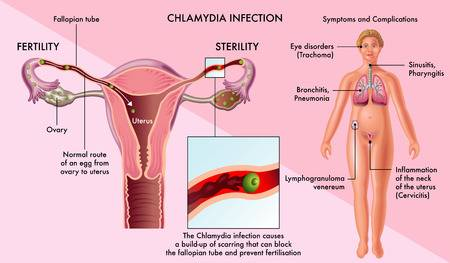 Fallopian tube
CHLAMYDIA INFECTION
Symptoms and Complications
FERTILITY
STERILITY
Eye disorders
(Trachoma)
Sinusitis,
Pharyngitis
Bronchitis,
Pneumonia
Uterus
Ovary
Normal route
of an egg from
ovary to uterus
Lymphogranuloma
venereum
Inflammation of
the neck
of the uterus
(Cervicitis)
The Chlamydia infection causes
a build-up of scarring that can block
the fallopian tube and prevent fertilisation